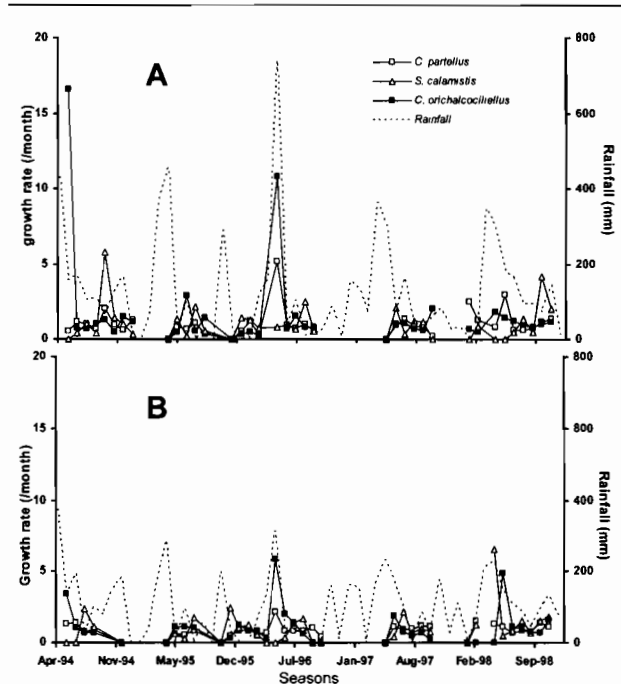 20
15
10
5
0
growth rate (/month)
A
C partellus
S. calamistis
C. orichalcociliellus
Rainfall
800
600
400
200
0
Rainfall (mm)
20
15
10
5
0
Growth rate (/month)
B
800
600
400
200
0
Rainfall (mm)
Apr-94 Nov-94 May-95 Dec-95 Jul-96 Jan-97 Aug-97 Feb-98 Sep-98
Seasons